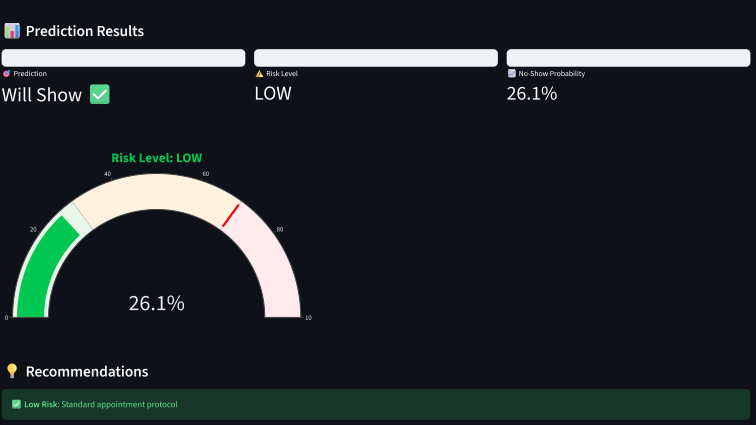 Prediction Results
Prediction
Risk Level
No-Show Probability
Will Show
LOW
26.1%
Risk Level: LOW
40
60
20
80
0
10
26.1%
Recommendations
Low Risk: Standard appointment protocol